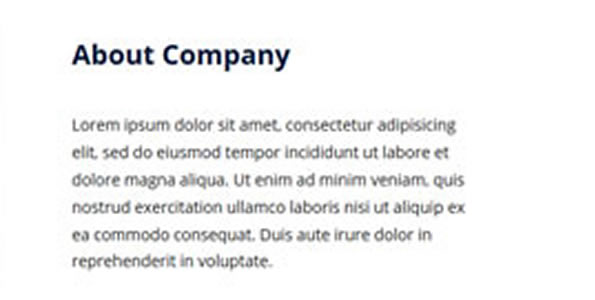 About Company
Lorem ipsum dolor sit amet, consectetur adipisicing
elit, sed do eiusmod tempor incididunt ut labore et
dolore magna aliqua. Ut enim ad minim veniam, quis
nostrud exercitation ullamco laboris nisi ut aliquip ex
ea commodo consequat. Duis aute irure dolor in
reprehenderit in voluptate.